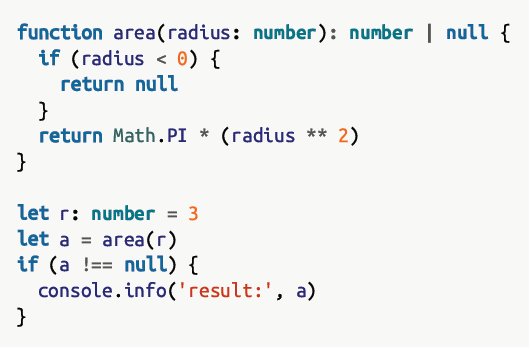 function area(radius: number): number | null {
  if (radius < 0) {
    return null
  }
  return Math.PI * (radius ** 2)
}

let r: number = 3
let a = area(r)
if (a !== null) {
  console.info('result:', a)
}